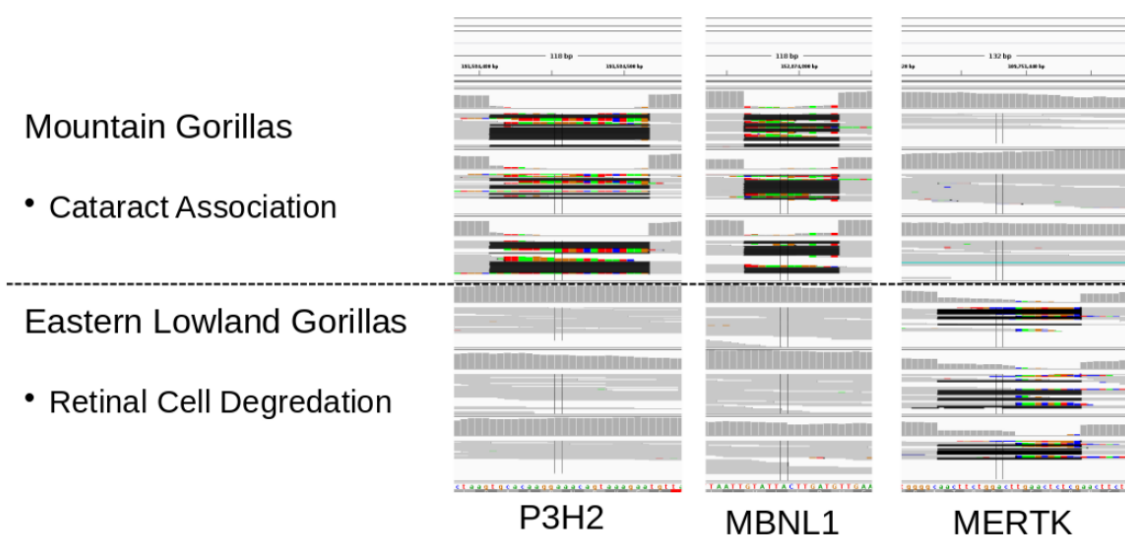 118 bp
118 bp
132 bp
Mountain Gorillas
• Cataract Association
Eastern Lowland Gorillas
• Retinal Cell Degredation
TAATTGTATTACTTGATGTTGAA
P3H2
MBNL1
MERTK